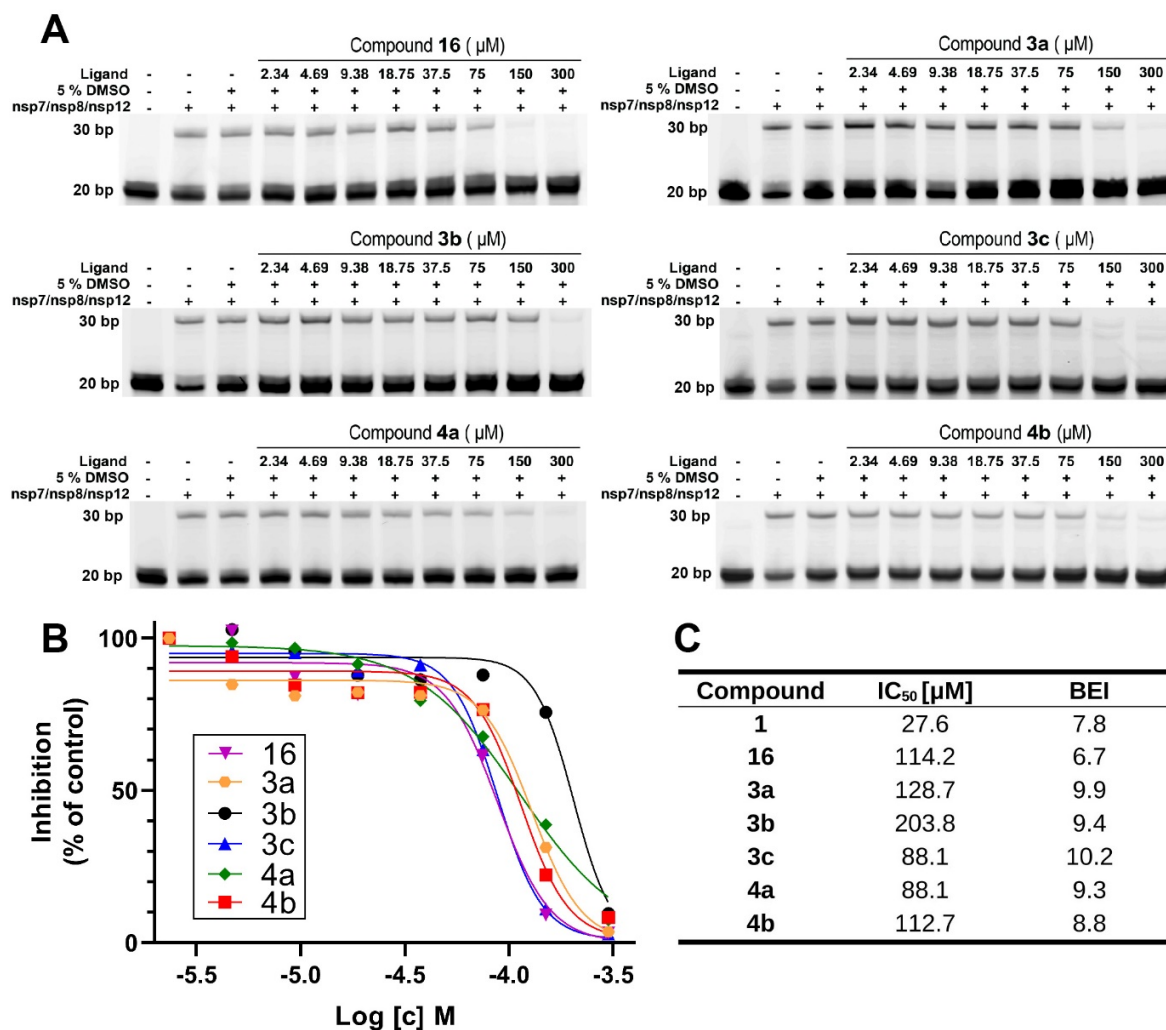 A
Compound 16 ( µM)
Ligand - - - 2.34 4.69 9.38 18.75 37.5 75 150 300
5 % DMSO - - + + + + + + + + +
nsp7/nsp8/nsp12 - + + + + + + + + + +
30 bp
20 bp
Compound 3a ( µM)
Ligand - - - 2.34 4.69 9.38 18.75 37.5 75 150 300
5 % DMSO - - + + + + + + + + +
nsp7/nsp8/nsp12 - + + + + + + + + + +
30 bp
20 bp
Compound 3b ( µM)
Ligand - - - 2.34 4.69 9.38 18.75 37.5 75 150 300
5 % DMSO - - + + + + + + + + +
nsp7/nsp8/nsp12 - + + + + + + + + + +
30 bp
20 bp
Compound 3c ( µM)
Ligand - - - 2.34 4.69 9.38 18.75 37.5 75 150 300
5 % DMSO - - + + + + + + + + +
nsp7/nsp8/nsp12 - + + + + + + + + + +
30 bp
20 bp
Compound 4a ( µM)
Ligand - - - 2.34 4.69 9.38 18.75 37.5 75 150 300
5 % DMSO - - + + + + + + + + +
nsp7/nsp8/nsp12 - + + + + + + + + + +
30 bp
20 bp
Compound 4b (µM)
Ligand - - - 2.34 4.69 9.38 18.75 37.5 75 150 300
5 % DMSO - - + + + + + + + + +
nsp7/nsp8/nsp12 - + + + + + + + + + +
30 bp
20 bp
B
Inhibition
(% of control)
100
50
0
16
3a
3b
3c
4a
4b
-5.5 -5.0 -4.5 -4.0 -3.5
Log [c] M
C
Compound IC50 [µM] BEI
1 27.6 7.8
16 114.2 6.7
3a 128.7 9.9
3b 203.8 9.4
3c 88.1 10.2
4a 88.1 9.3
4b 112.7 8.8